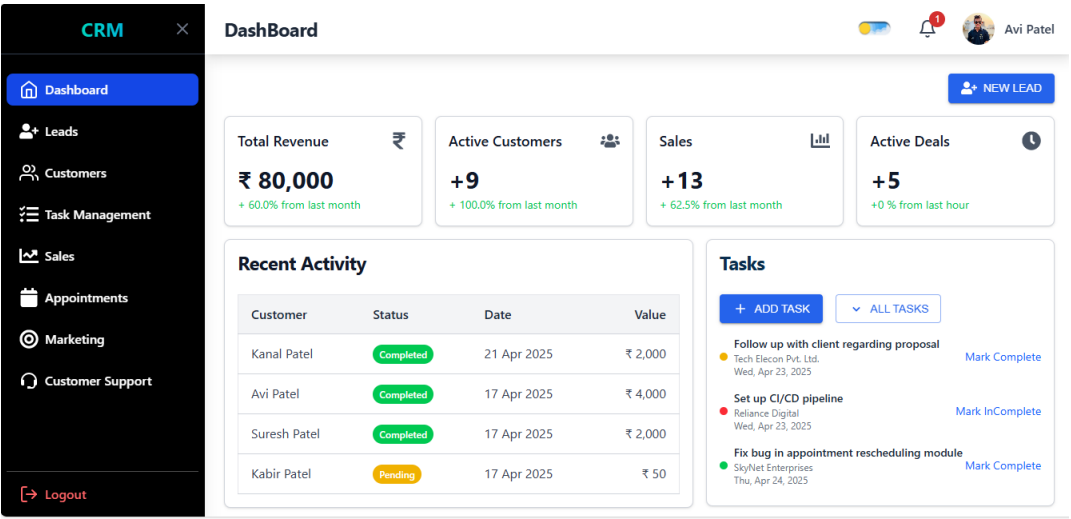 CRM
DashBoard
1
Avi Patel
Dashboard
Leads
Customers
Task Management
Sales
Appointments
Marketing
Customer Support
Logout
NEW LEAD
Total Revenue
₹ 80,000
+ 60.0% from last month
Active Customers
+9
+ 100.0% from last month
Sales
+13
+ 62.5% from last month
Active Deals
+5
+0 % from last hour
Recent Activity
Customer Status Date Value
Kanal Patel Completed 21 Apr 2025 ₹ 2,000
Avi Patel Completed 17 Apr 2025 ₹ 4,000
Suresh Patel Completed 17 Apr 2025 ₹ 2,000
Kabir Patel Pending 17 Apr 2025 ₹ 50
Tasks
+ ADD TASK
ALL TASKS
Follow up with client regarding proposal
Tech Elecon Pvt. Ltd.
Wed, Apr 23, 2025
Mark Complete
Set up CI/CD pipeline
Reliance Digital
Wed, Apr 23, 2025
Mark InComplete
Fix bug in appointment rescheduling module
SkyNet Enterprises
Thu, Apr 24, 2025
Mark Complete